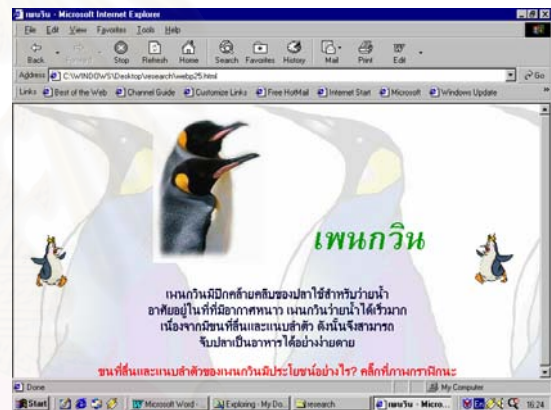 เพนกวิน - Microsoft Internet Explorer
File Edit View Favorites Tools Help
Back Forward Stop Refresh Home Search Favorites History Mail Print Edit
Address C:\WINDOWS\Desktop\research\webp25.html Go
Links Best of the Web Channel Guide Customize Links Free HotMail Internet Start Microsoft Windows Update
เพนกวิน
เพนกวินมีปีกคล้ายครีบของปลาใช้สำหรับว่ายน้ำ
อาศัยอยู่ในที่ที่มีอากาศหนาว เพนกวินว่ายน้ำได้เร็วมาก
เนื่องจากมีขนที่ลื่นและแนบลำตัว ดังนั้นจึงสามารถ
จับปลาเป็นอาหารได้อย่างง่ายดาย
ขนที่ลื่นและแนบลำตัวของเพนกวินมีประโยชน์อย่างไร? คลิ๊กที่ภาพกราฟิกนะ
Done My Computer
Start Microsoft Word - ... Exploring - My Do... research เพนกวิน - Micro... En 16:24